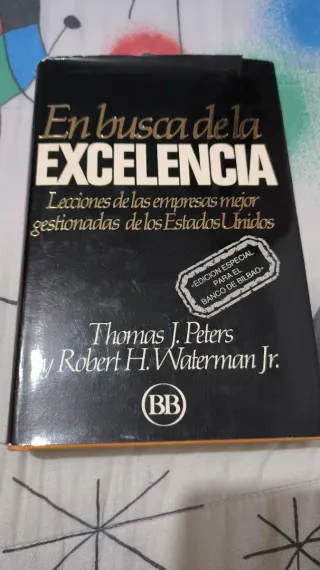 En busca de la
EXCELENCIA
Lecciones de las empresas mejor
gestionadas de los Estados Unidos
«EDICION ESPECIAL
PARA EL
BANCO DE BILBAO»
Thomas J. Peters
y Robert H. Waterman Jr.
BB